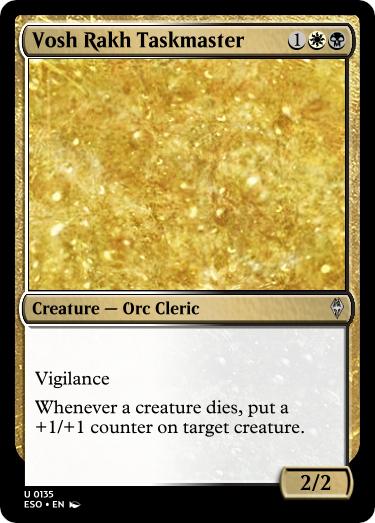 Vosh Rakh Taskmaster 1
Creature — Orc Cleric
Vigilance
Whenever a creature dies, put a
+1/+1 counter on target creature.
2/2
U 0135
ESO • EN